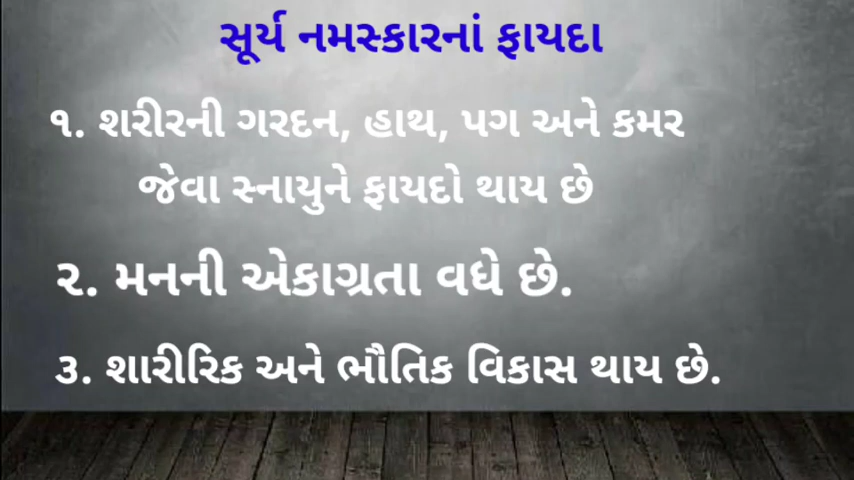 સૂર્ય નમસ્કારનાં ફાયદા
૧. શરીરની ગરદન, હાથ, પગ અને કમર
જેવા સ્નાયુને ફાયદો થાય છે
૨. મનની એકાગ્રતા વધે છે.
૩. શારીરિક અને ભૌતિક વિકાસ થાય છે.